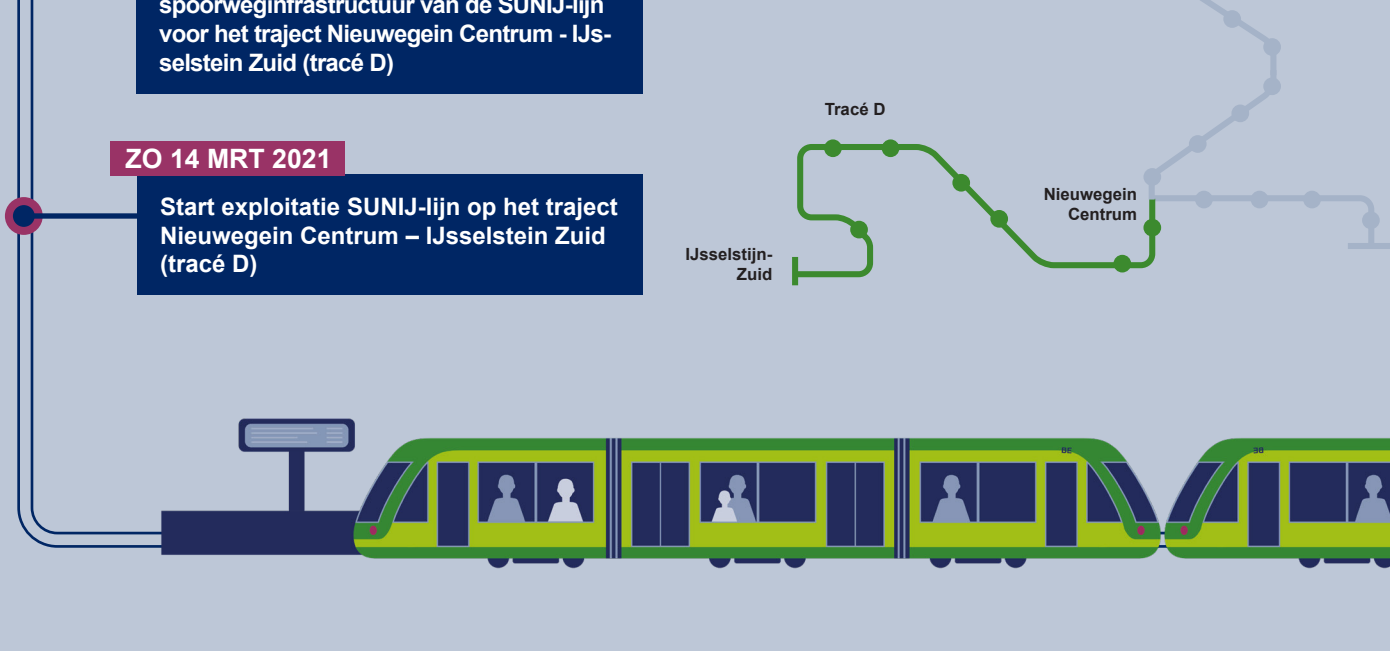 spoorweginfrastructuur van de SUNIJ-lijn
voor het traject Nieuwegein Centrum - IJs-
selstein Zuid (tracé D)
ZO 14 MRT 2021
Start exploitatie SUNIJ-lijn op het traject
Nieuwegein Centrum – IJsselstein Zuid
(tracé D)
Tracé D
Nieuwegein
Centrum
IJsselstijn-
Zuid